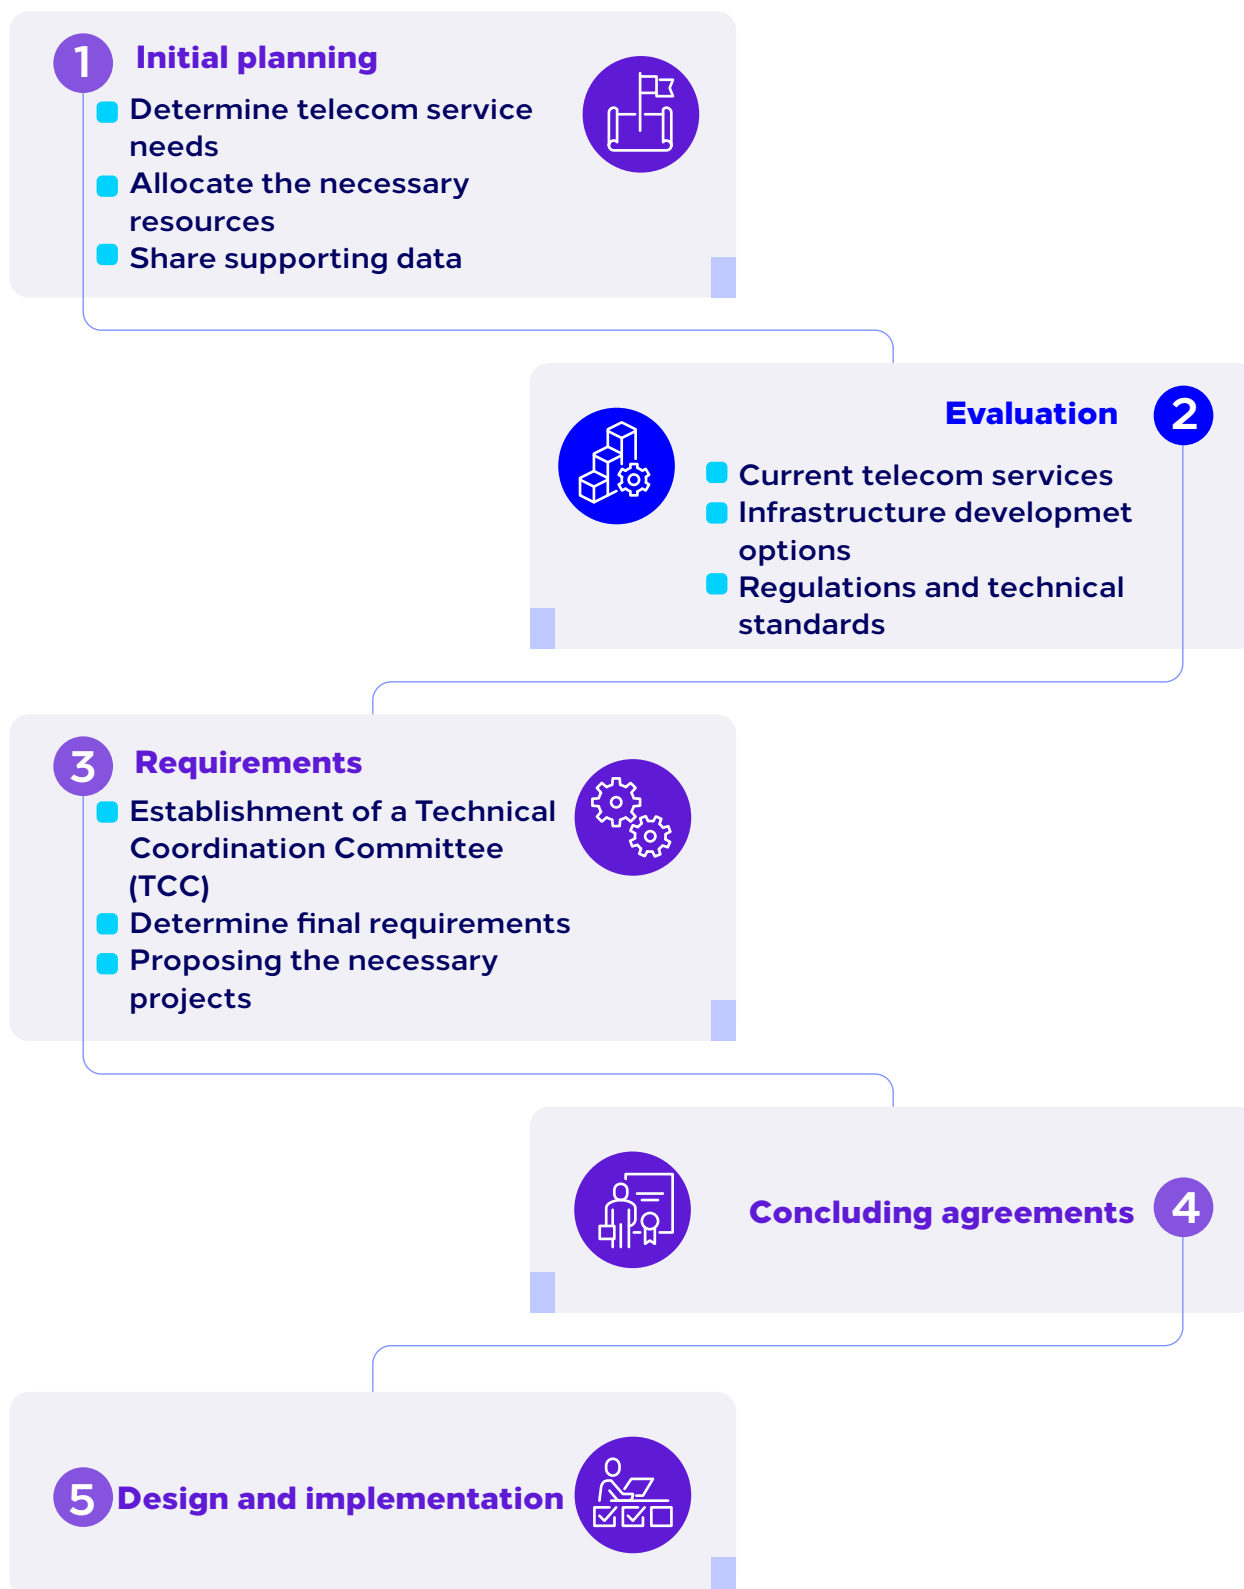 1 Initial planning
Determine telecom service
needs
Allocate the necessary
resources
Share supporting data
Evaluation 2
Current telecom services
Infrastructure developmet
options
Regulations and technical
standards
3 Requirements
Establishment of a Technical
Coordination Committee
(TCC)
Determine final requirements
Proposing the necessary
projects
Concluding agreements 4
5 Design and implementation